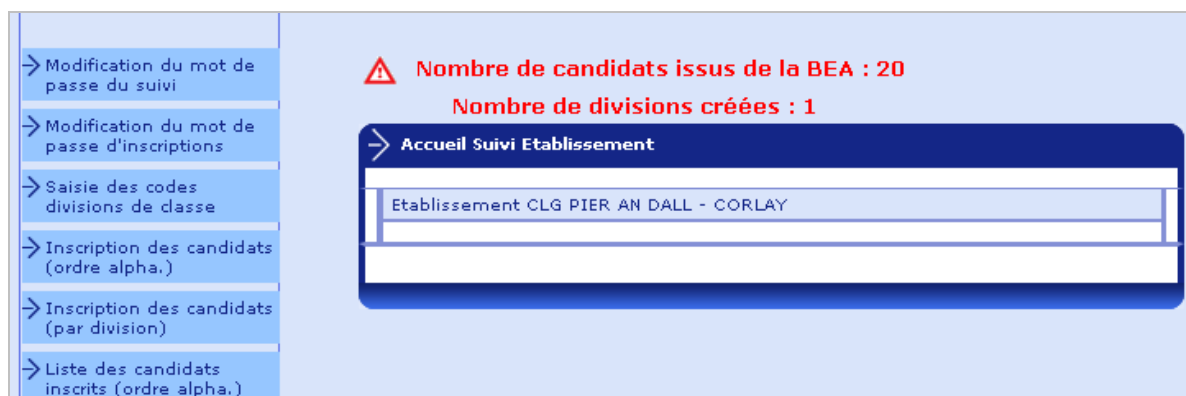 Modification du mot de
passe du suivi
Modification du mot de
passe d'inscriptions
Saisie des codes
divisions de classe
Inscription des candidats
(ordre alpha.)
Inscription des candidats
(par division)
Liste des candidats
inscrits (ordre alpha.)
Nombre de candidats issus de la BEA : 20
Nombre de divisions créées : 1
Accueil Suivi Etablissement
Etablissement CLG PIER AN DALL - CORLAY